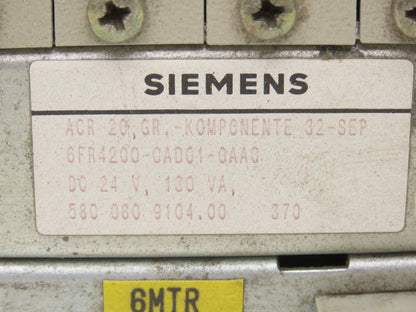 SIEMENS
ACR 20, GR.-KOMPONENTE 32-SEP
6FR4200-0AD01-0AA0
DC 24 V, 130 VA,
580 080 9104.00 370
6MTR